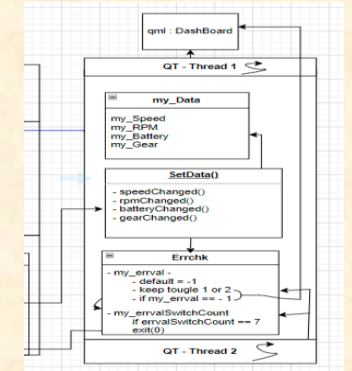 qml : DashBoard
QT - Thread 1
my_Data
my_Speed
my_RPM
my_Battery
my_Gear
SetData()
- speedChanged()
- rpmChanged()
- batteryChanged()
- gearChanged()
Errchk
- my_errval -
- default = -1
- keep tougle 1 or 2
- if my_errval == - 1
- my_errvalSwitchCount
if errvalSwitchCount == 7
exit(0)
QT - Thread 2